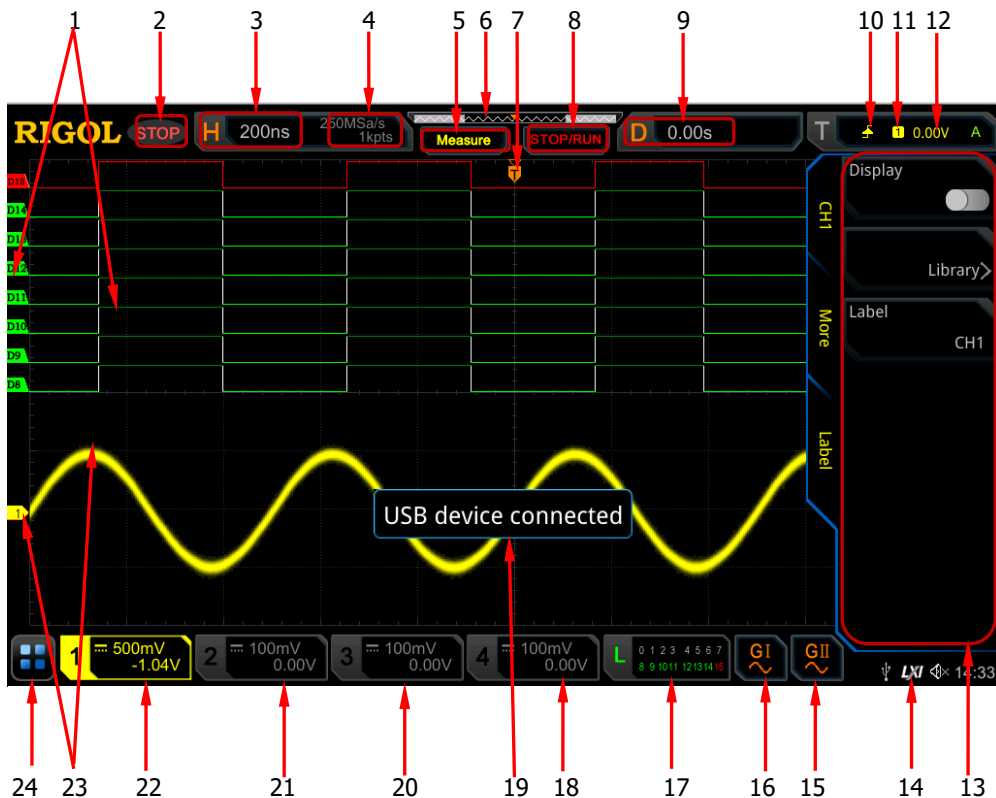 1 2 3 4 5 6 7 8 9 10 11 12
RIGOL STOP H 200ns 250MSa/s 1kpts Measure STOP/RUN D 0.00s T 1 0.00V A
T
D15
D14
D13
D12
D11
D10
D9
D8
1
USB device connected
CH1
More
Label
Display
Library
Label
CH1
1 500mV -1.04V
2 100mV 0.00V
3 100mV 0.00V
4 100mV 0.00V
L 0 1 2 3 4 5 6 7
8 9 10 11 12 13 14 15
GI
GII
LXI 14:33
24 23 22 21 20 19 18 17 16 15 14 13